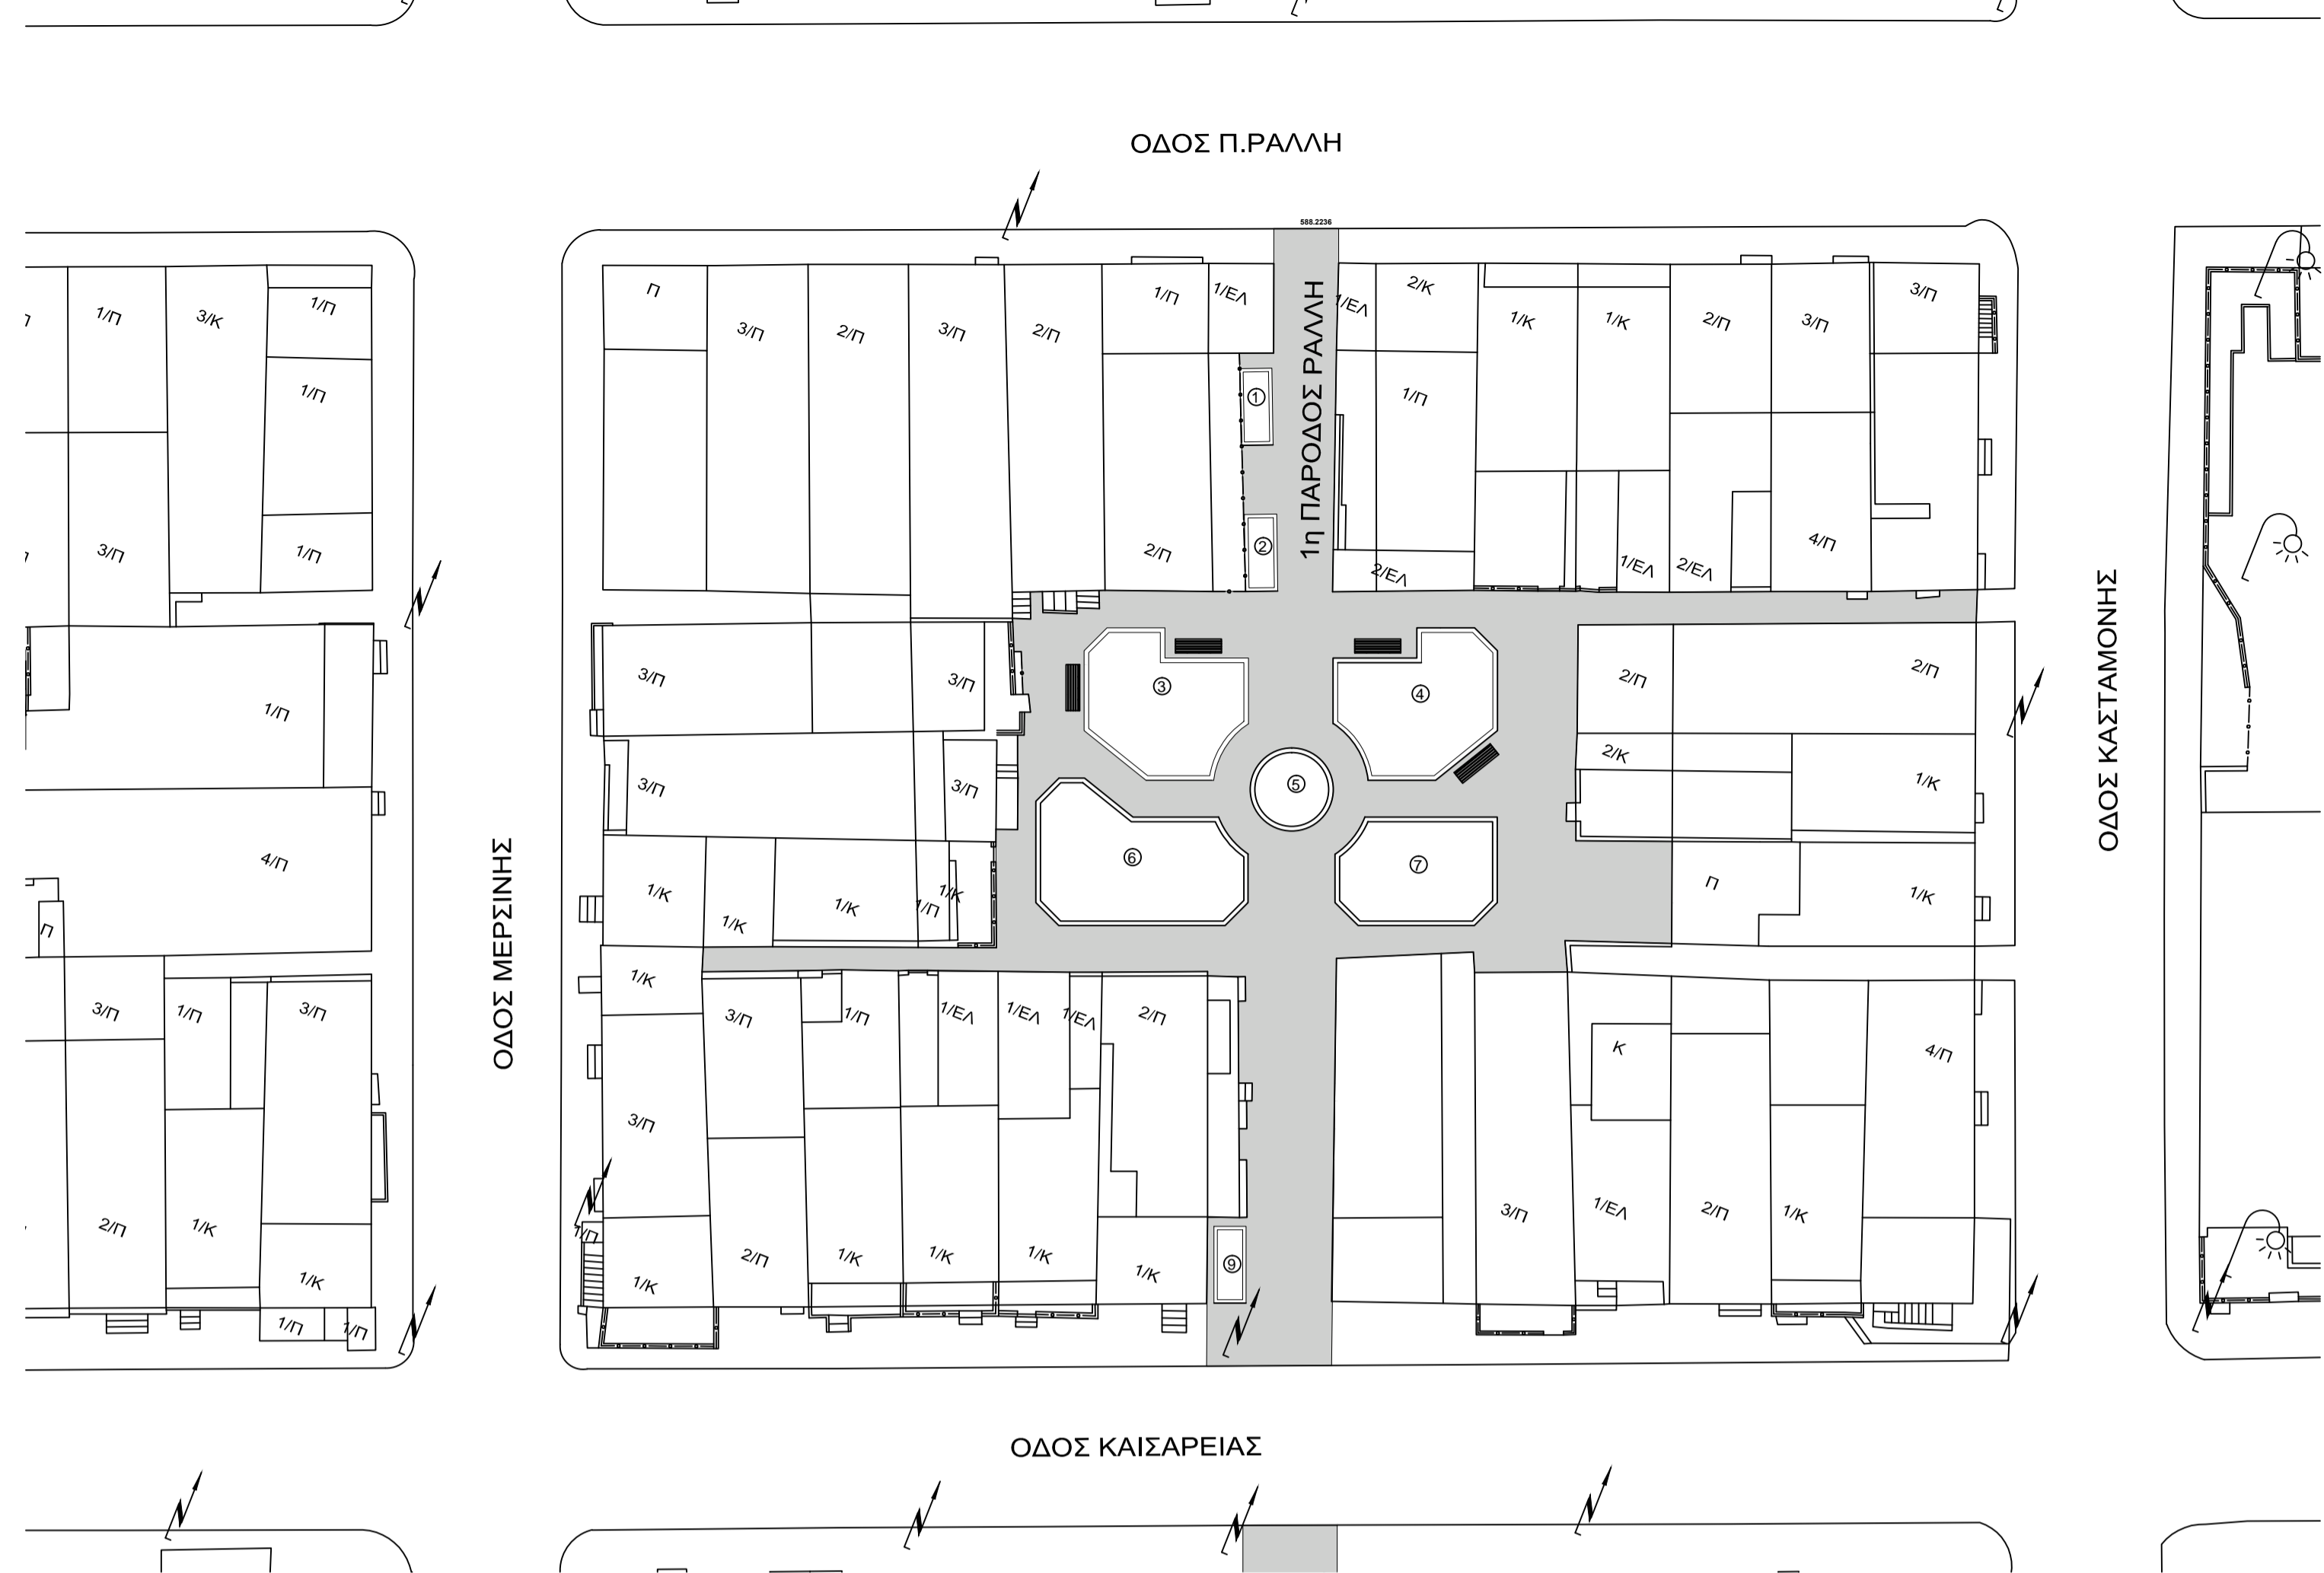 ΟΔΟΣ Π.ΡΑΛΛΗ
588.2236
1η ΠΑΡΟΔΟΣ ΡΑΛΛΗ
ΟΔΟΣ ΜΕΡΣΙΝΗΣ
ΟΔΟΣ ΚΑΣΤΑΜΟΝΗΣ
ΟΔΟΣ ΚΑΙΣΑΡΕΙΑΣ
1/Π
3/Κ
1/Π
1/Π
3/Π
1/Π
1/Π
4/Π
Π
3/Π
1/Π
3/Π
2/Π
1/Κ
1/Κ
1/Π
1/Π
Π
3/Π
2/Π
3/Π
2/Π
1/Π
1/ΕΛ
2/Π
1
2
1/ΕΛ
2/Κ
1/Κ
1/Κ
2/Π
3/Π
3/Π
1/Π
2/ΕΛ
1/ΕΛ
2/ΕΛ
4/Π
3/Π
3/Π
3/Π
3/Π
3
4
5
6
7
2/Π
2/Π
2/Κ
1/Κ
Π
1/Κ
1/Κ
1/Κ
1/Κ
1/Π
1/Κ
1/Κ
3/Π
1/Π
1/ΕΛ
1/ΕΛ
1/ΕΛ
2/Π
3/Π
1/Π
1/Κ
2/Π
1/Κ
1/Κ
1/Κ
1/Κ
9
Κ
4/Π
3/Π
1/ΕΛ
2/Π
1/Κ